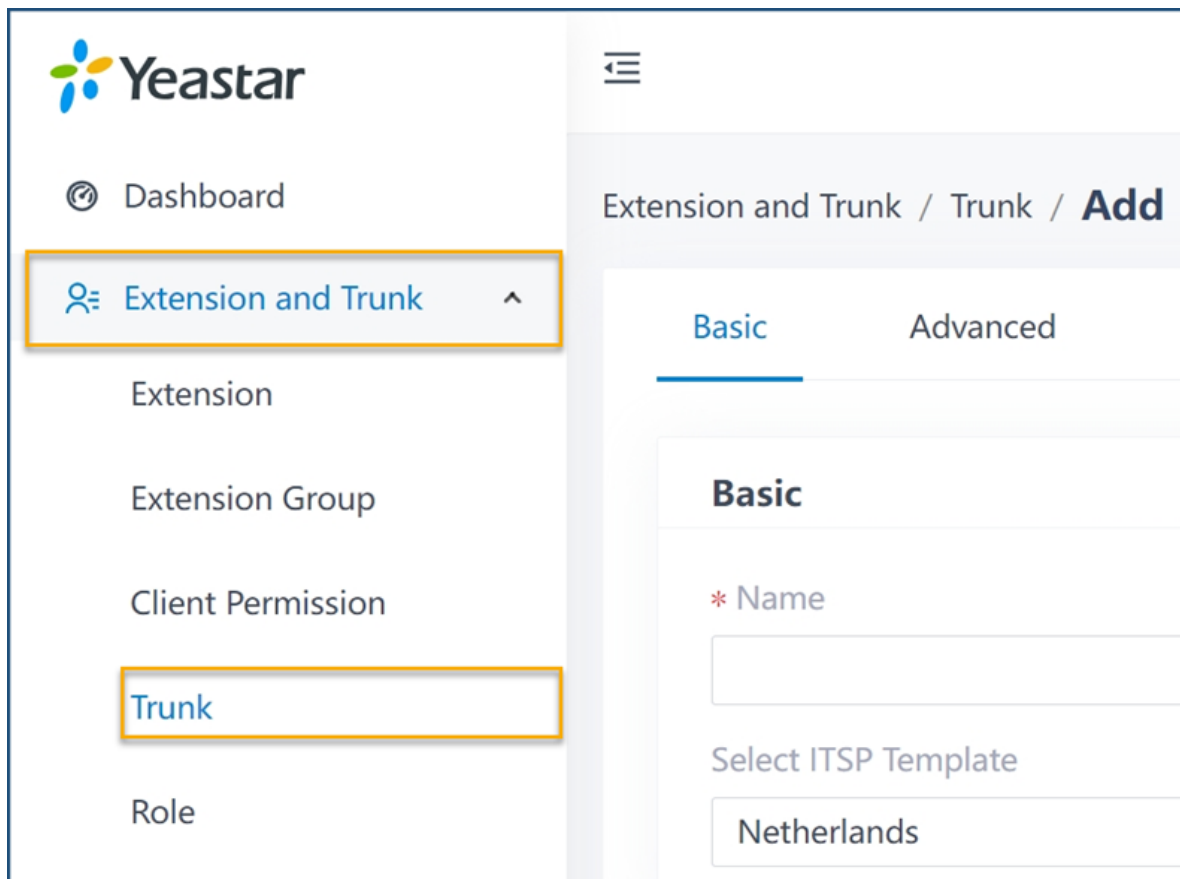 Yeastar
Dashboard
Extension and Trunk
Extension
Extension Group
Client Permission
Trunk
Role
Extension and Trunk / Trunk / Add
Basic
Advanced
Basic
* Name
Select ITSP Template
Netherlands